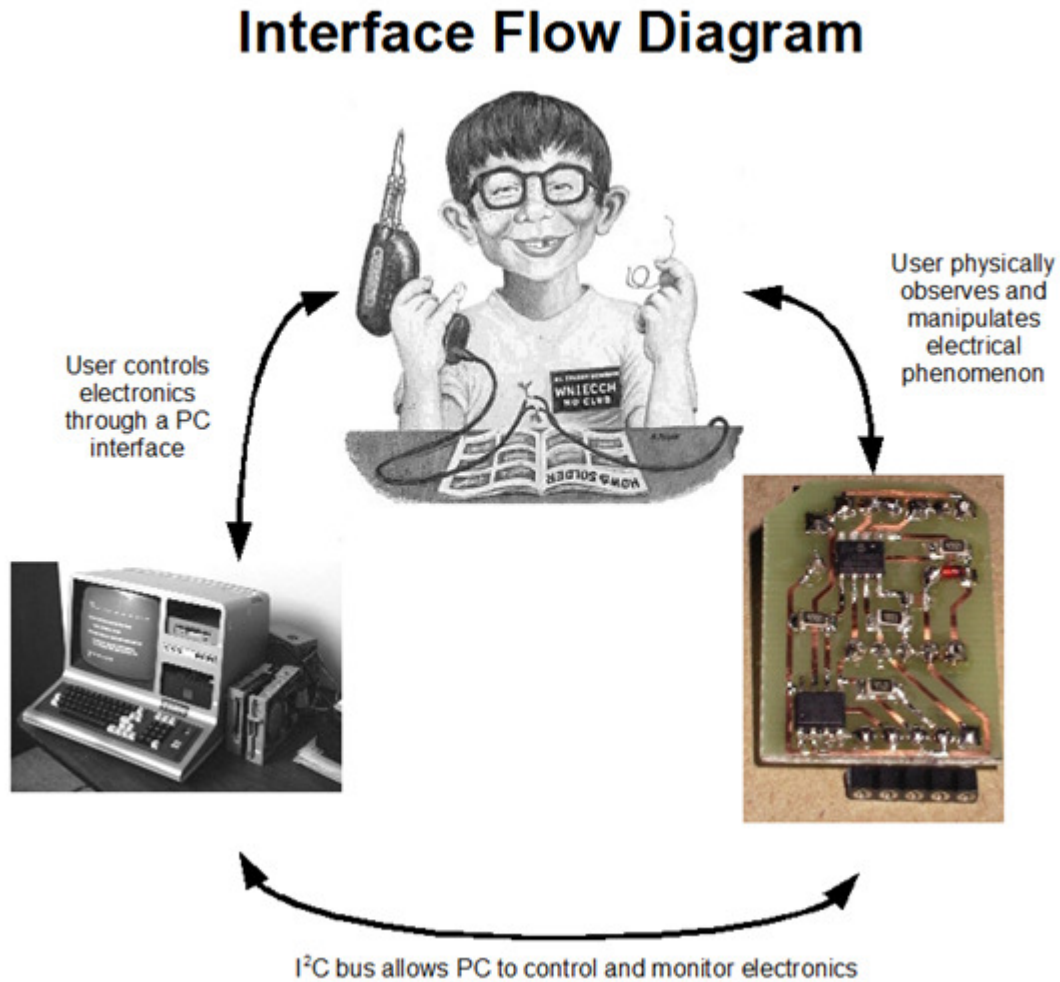 Interface Flow Diagram
User physically
observes and
manipulates
electrical
phenomenon
User controls
electronics
through a PC
interface
WNIECCH
HOW 2 SOLDER
I²C bus allows PC to control and monitor electronics